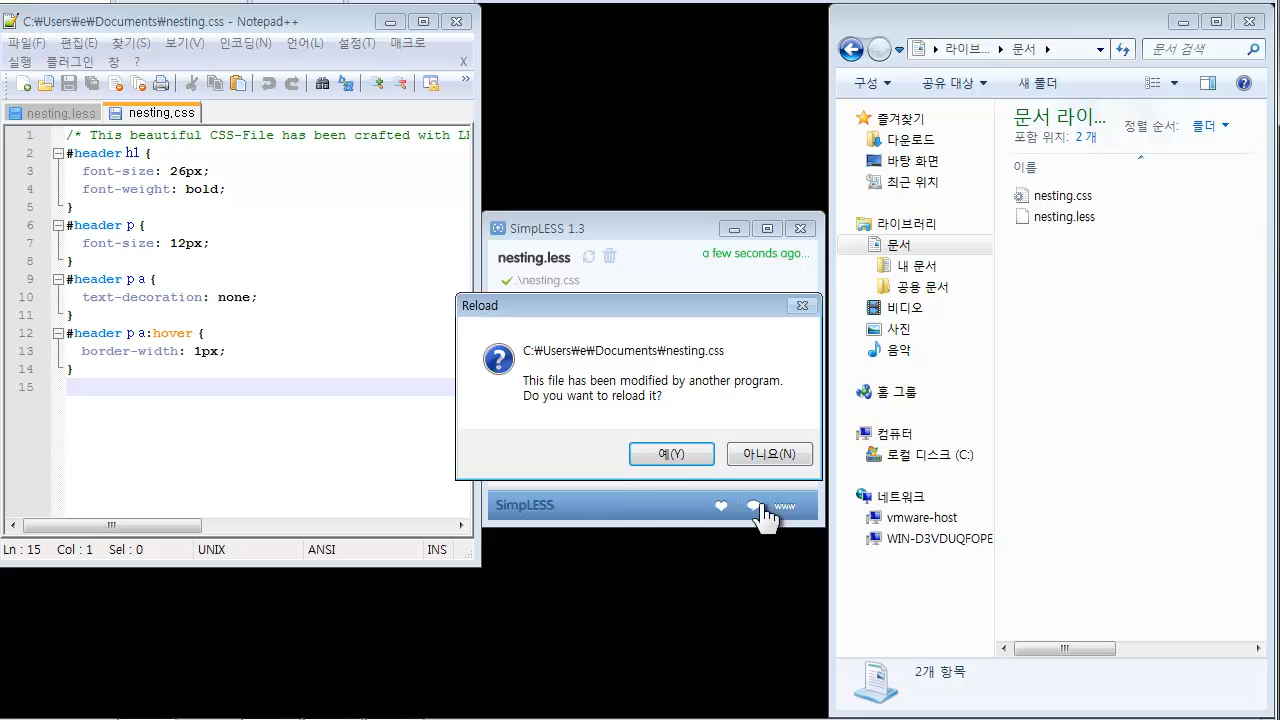 C:₩Users₩e₩Documents₩nesting.css - Notepad++
파일(F) 편집(E) 찾기(S) 보기(V) 인코딩(N) 언어(L) 설정(T) 매크로
실행 플러그인 창 ? X
nesting.less nesting.css
1 /* This beautiful CSS-File has been crafted with LE
2 #header h1 {
3 font-size: 26px;
4 font-weight: bold;
5 }
6 #header p {
7 font-size: 12px;
8 }
9 #header p a {
10 text-decoration: none;
11 }
12 #header p a:hover {
13 border-width: 1px;
14 }
15
Ln : 15 Col : 1 Sel : 0 UNIX ANSI INS
SimpLESS 1.3
nesting.less a few seconds ago...
.\nesting.css
Reload
C:₩Users₩e₩Documents₩nesting.css
This file has been modified by another program.
Do you want to reload it?
예(Y) 아니요(N)
SimpLESS www
라이브... 문서 문서 검색
구성 공유 대상 새 폴더
즐겨찾기
다운로드
바탕 화면
최근 위치
라이브러리
문서
내 문서
공용 문서
비디오
사진
음악
홈 그룹
컴퓨터
로컬 디스크 (C:)
네트워크
vmware-host
WIN-D3VDUQFOPE
문서 라이...
포함 위치: 2 개
정렬 순서: 폴더
이름
nesting.css
nesting.less
2개 항목